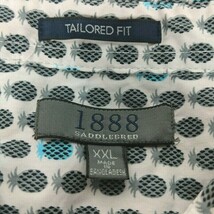 TAILORED FIT
1888
SADDLEBRED
XXL
MADE
IN
BANGLADESH